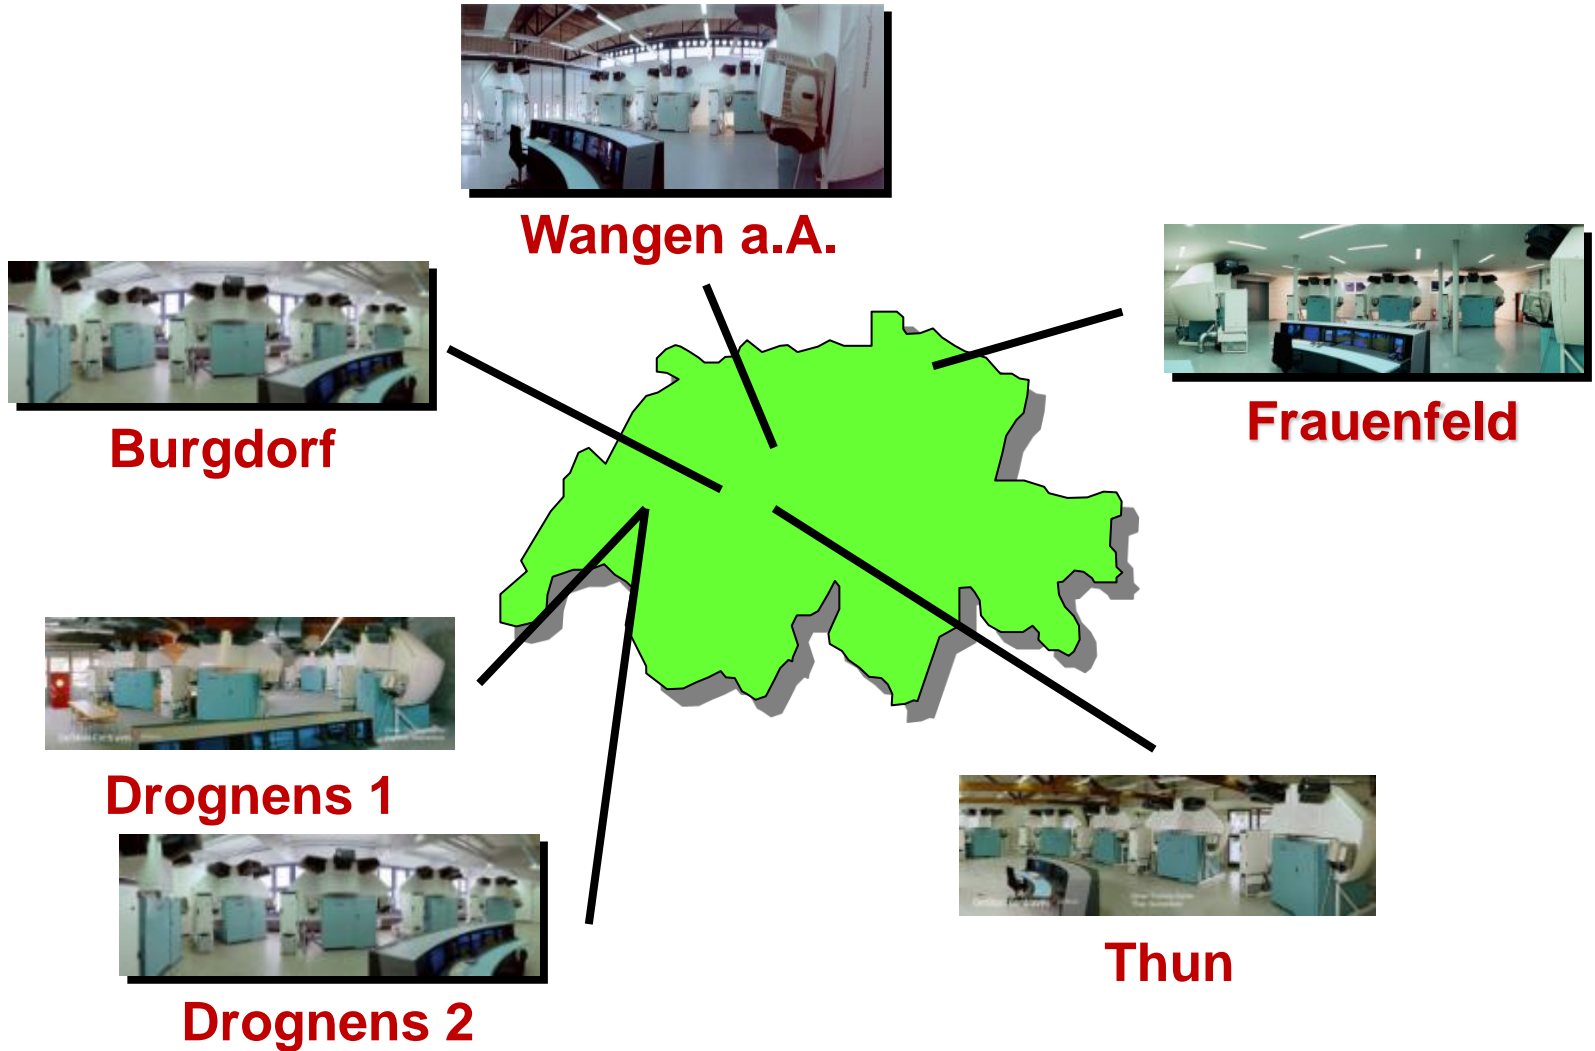 Wangen a.A.
Burgdorf
Frauenfeld
Drognens 1
Thun
Drognens 2